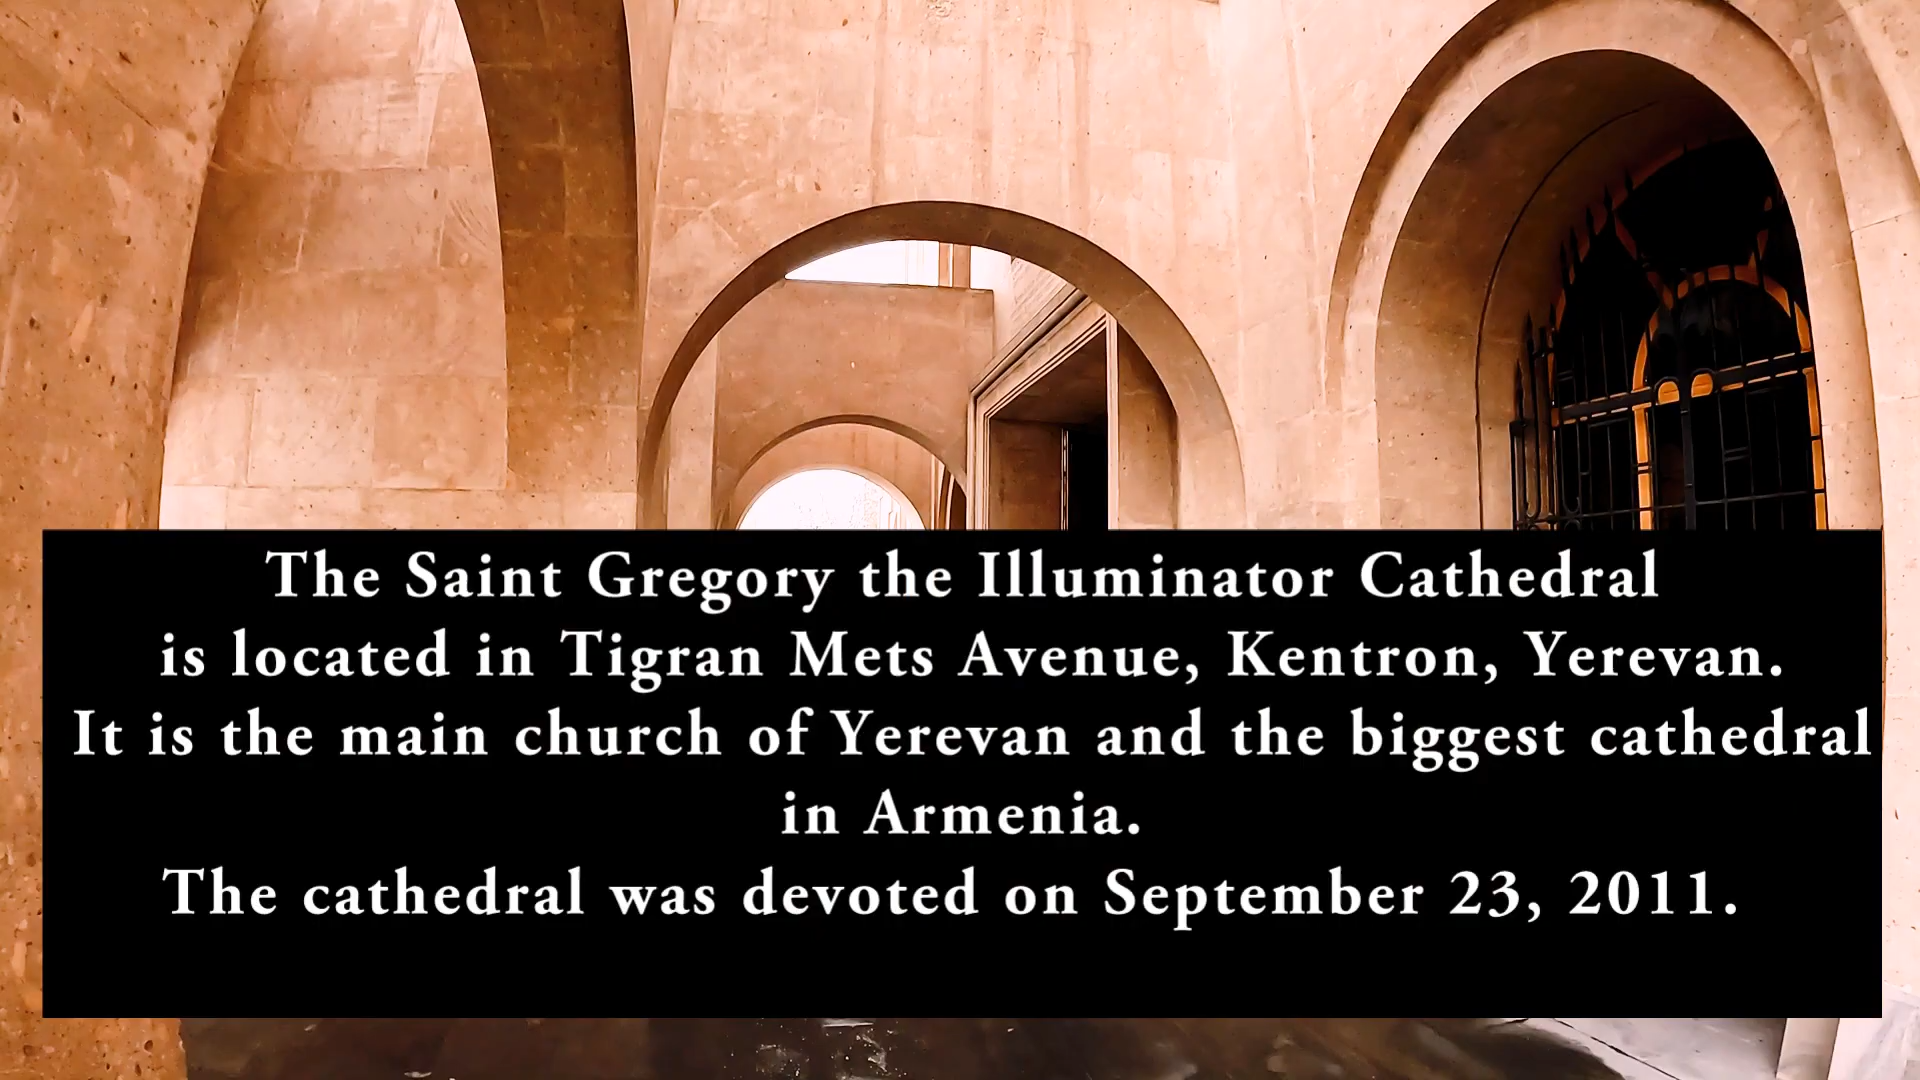 The Saint Gregory the Illuminator Cathedral
is located in Tigran Mets Avenue, Kentron, Yerevan.
It is the main church of Yerevan and the biggest cathedral
in Armenia.
The cathedral was devoted on September 23, 2011.